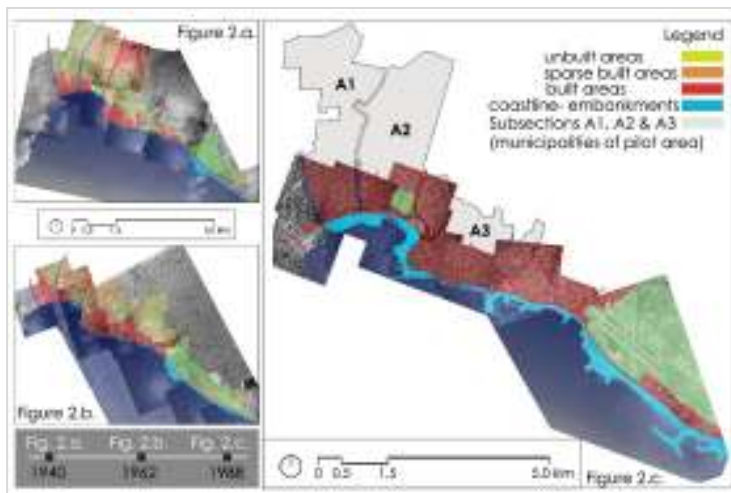 Figure 2.a.
Figure 2.b.
Fig. 2.a. Fig. 2.b. Fig. 2.c.
1940 1962 1988
A1
A2
A3
Legend
unbuilt areas
sparse built areas
built areas
coastline- embankments
Subsections A1, A2 & A3
(municipalities of pilot area)
0 0.5 1.5 5.0 km
Figure 2.c.